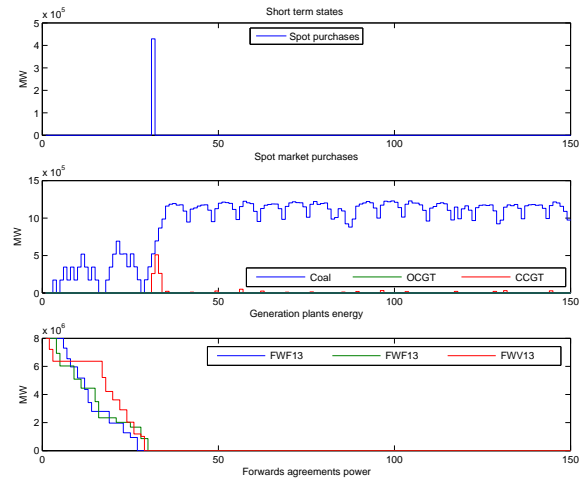 Short term states
x 10^5
5
4
3
2
1
0
MW
Spot purchases
0 50 100 150
Spot market purchases
x 10^5
15
10
5
0
MW
Coal OCGT CCGT
0 50 100 150
Generation plants energy
x 10^6
8
6
4
2
0
MW
FWF13 FWF13 FWV13
0 50 100 150
Forwards agreements power